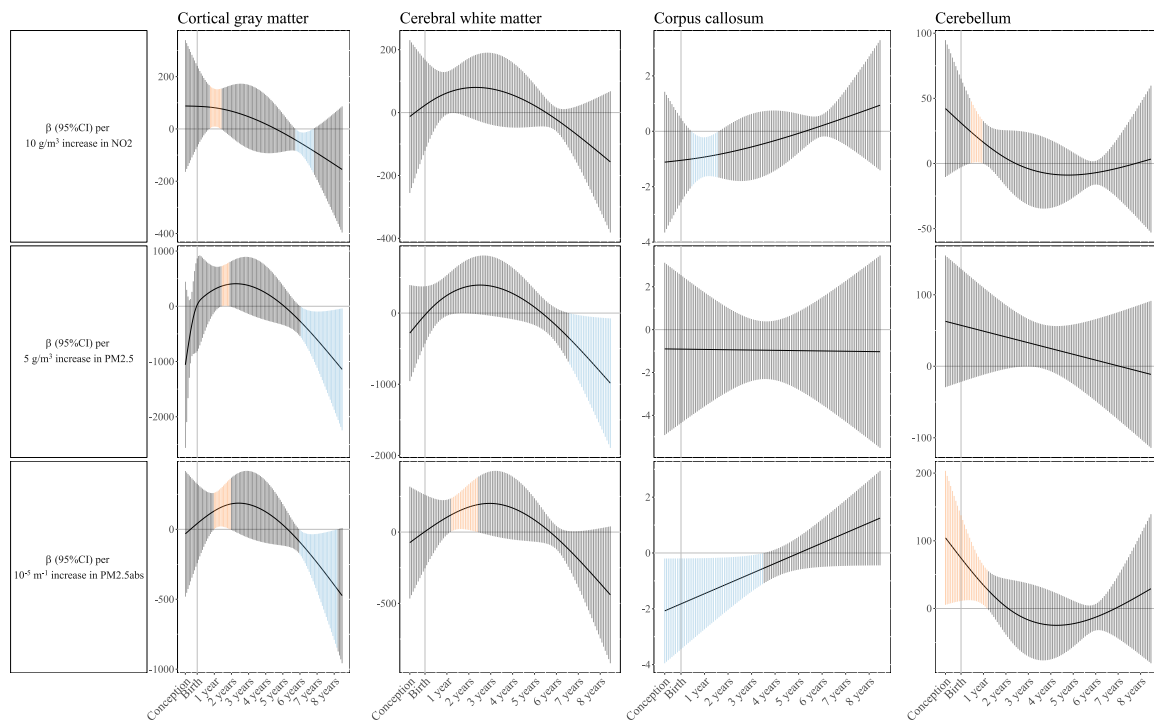 Cortical gray matter
Cerebral white matter
Corpus callosum
Cerebellum
β (95%CI) per
10 g/m³ increase in NO2
200
0
-200
-400
200
0
-200
-400
2
0
-2
-4
100
50
0
-50
β (95%CI) per
5 g/m³ increase in PM2.5
1000
0
-1000
-2000
0
-1000
-2000
2
0
-2
-4
100
0
-100
β (95%CI) per
10⁻⁵ m⁻¹ increase in PM2.5abs
0
-500
-1000
0
-500
2
0
-2
-4
200
100
0
Conception
Birth
1 year
2 years
3 years
4 years
5 years
6 years
7 years
8 years
Conception
Birth
1 year
2 years
3 years
4 years
5 years
6 years
7 years
8 years
Conception
Birth
1 year
2 years
3 years
4 years
5 years
6 years
7 years
8 years
Conception
Birth
1 year
2 years
3 years
4 years
5 years
6 years
7 years
8 years